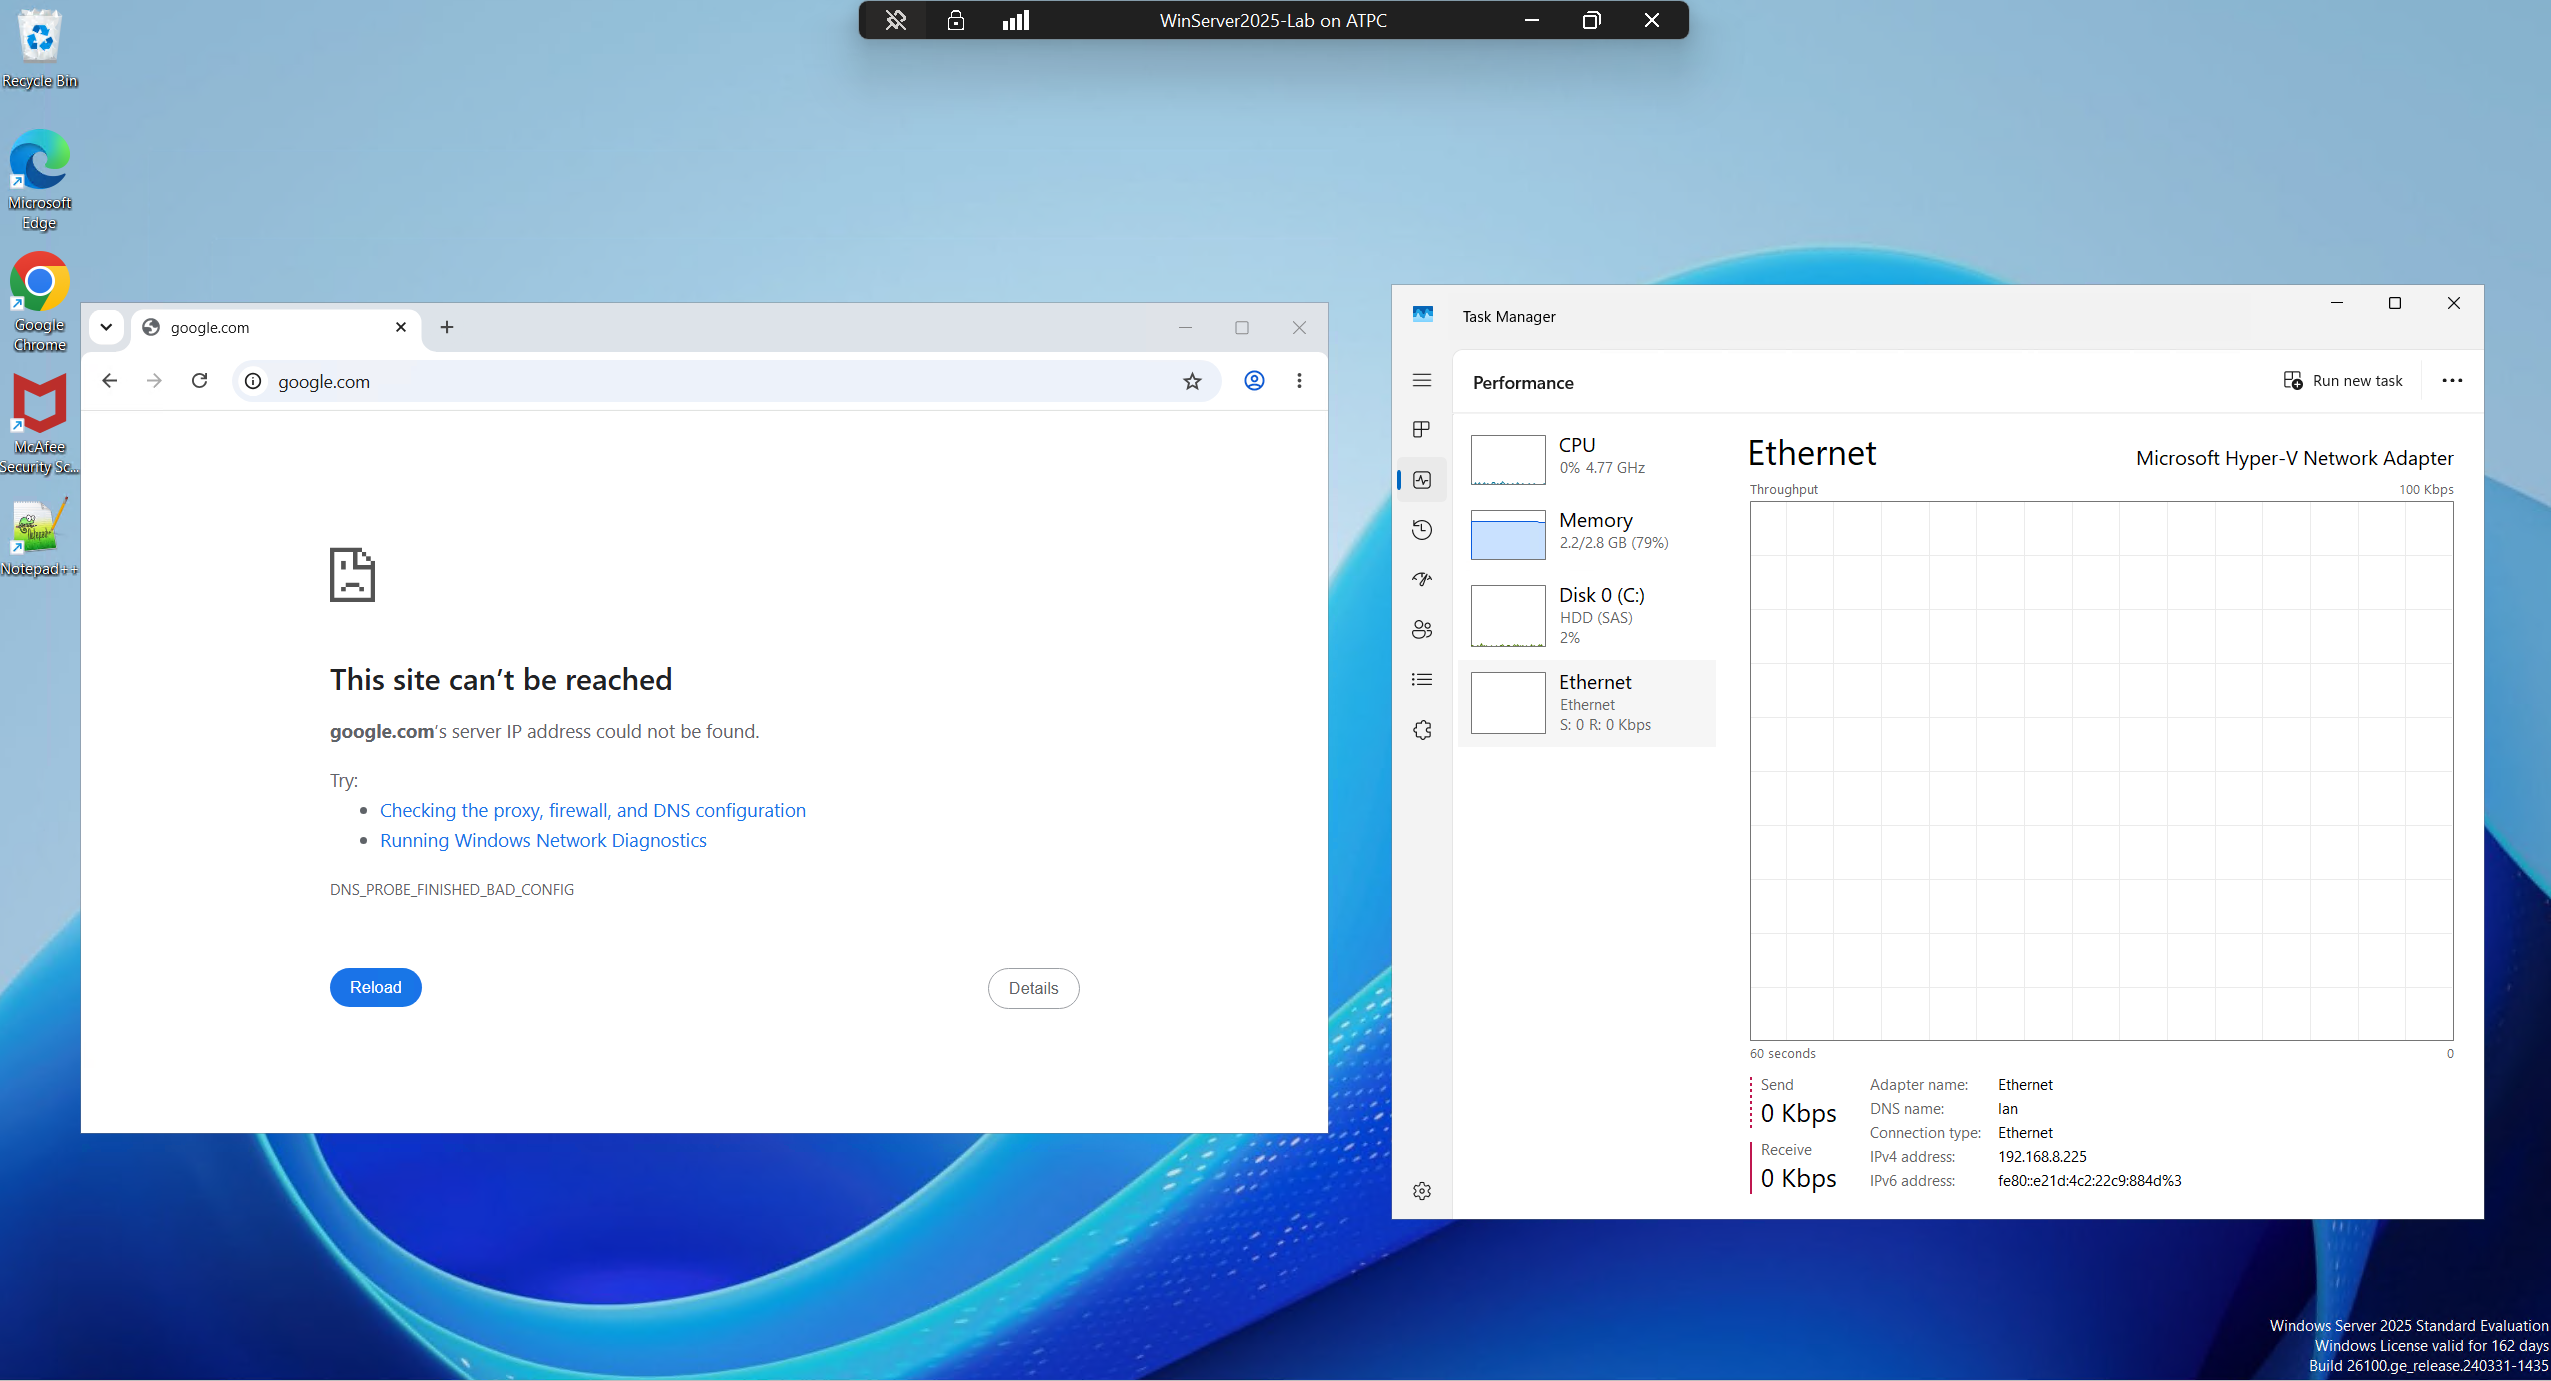 WinServer2025-Lab on ATPC
Recycle Bin
Microsoft
Edge
Google
Chrome
McAfee
Security Sc...
Notepad++
google.com
google.com
This site can’t be reached
google.com’s server IP address could not be found.
Try:
Checking the proxy, firewall, and DNS configuration
Running Windows Network Diagnostics
DNS_PROBE_FINISHED_BAD_CONFIG
Reload
Details
Task Manager
Performance
Run new task
CPU
0% 4.77 GHz
Memory
2.2/2.8 GB (79%)
Disk 0 (C:)
HDD (SAS)
2%
Ethernet
Ethernet
S: 0 R: 0 Kbps
Ethernet
Microsoft Hyper-V Network Adapter
Throughput
100 Kbps
60 seconds
0
Send
0 Kbps
Receive
0 Kbps
Adapter name: Ethernet
DNS name: lan
Connection type: Ethernet
IPv4 address: 192.168.8.225
IPv6 address: fe80::e21d:4c2:22c9:884d%3
Windows Server 2025 Standard Evaluation
Windows License valid for 162 days
Build 26100.ge_release.240331-1435